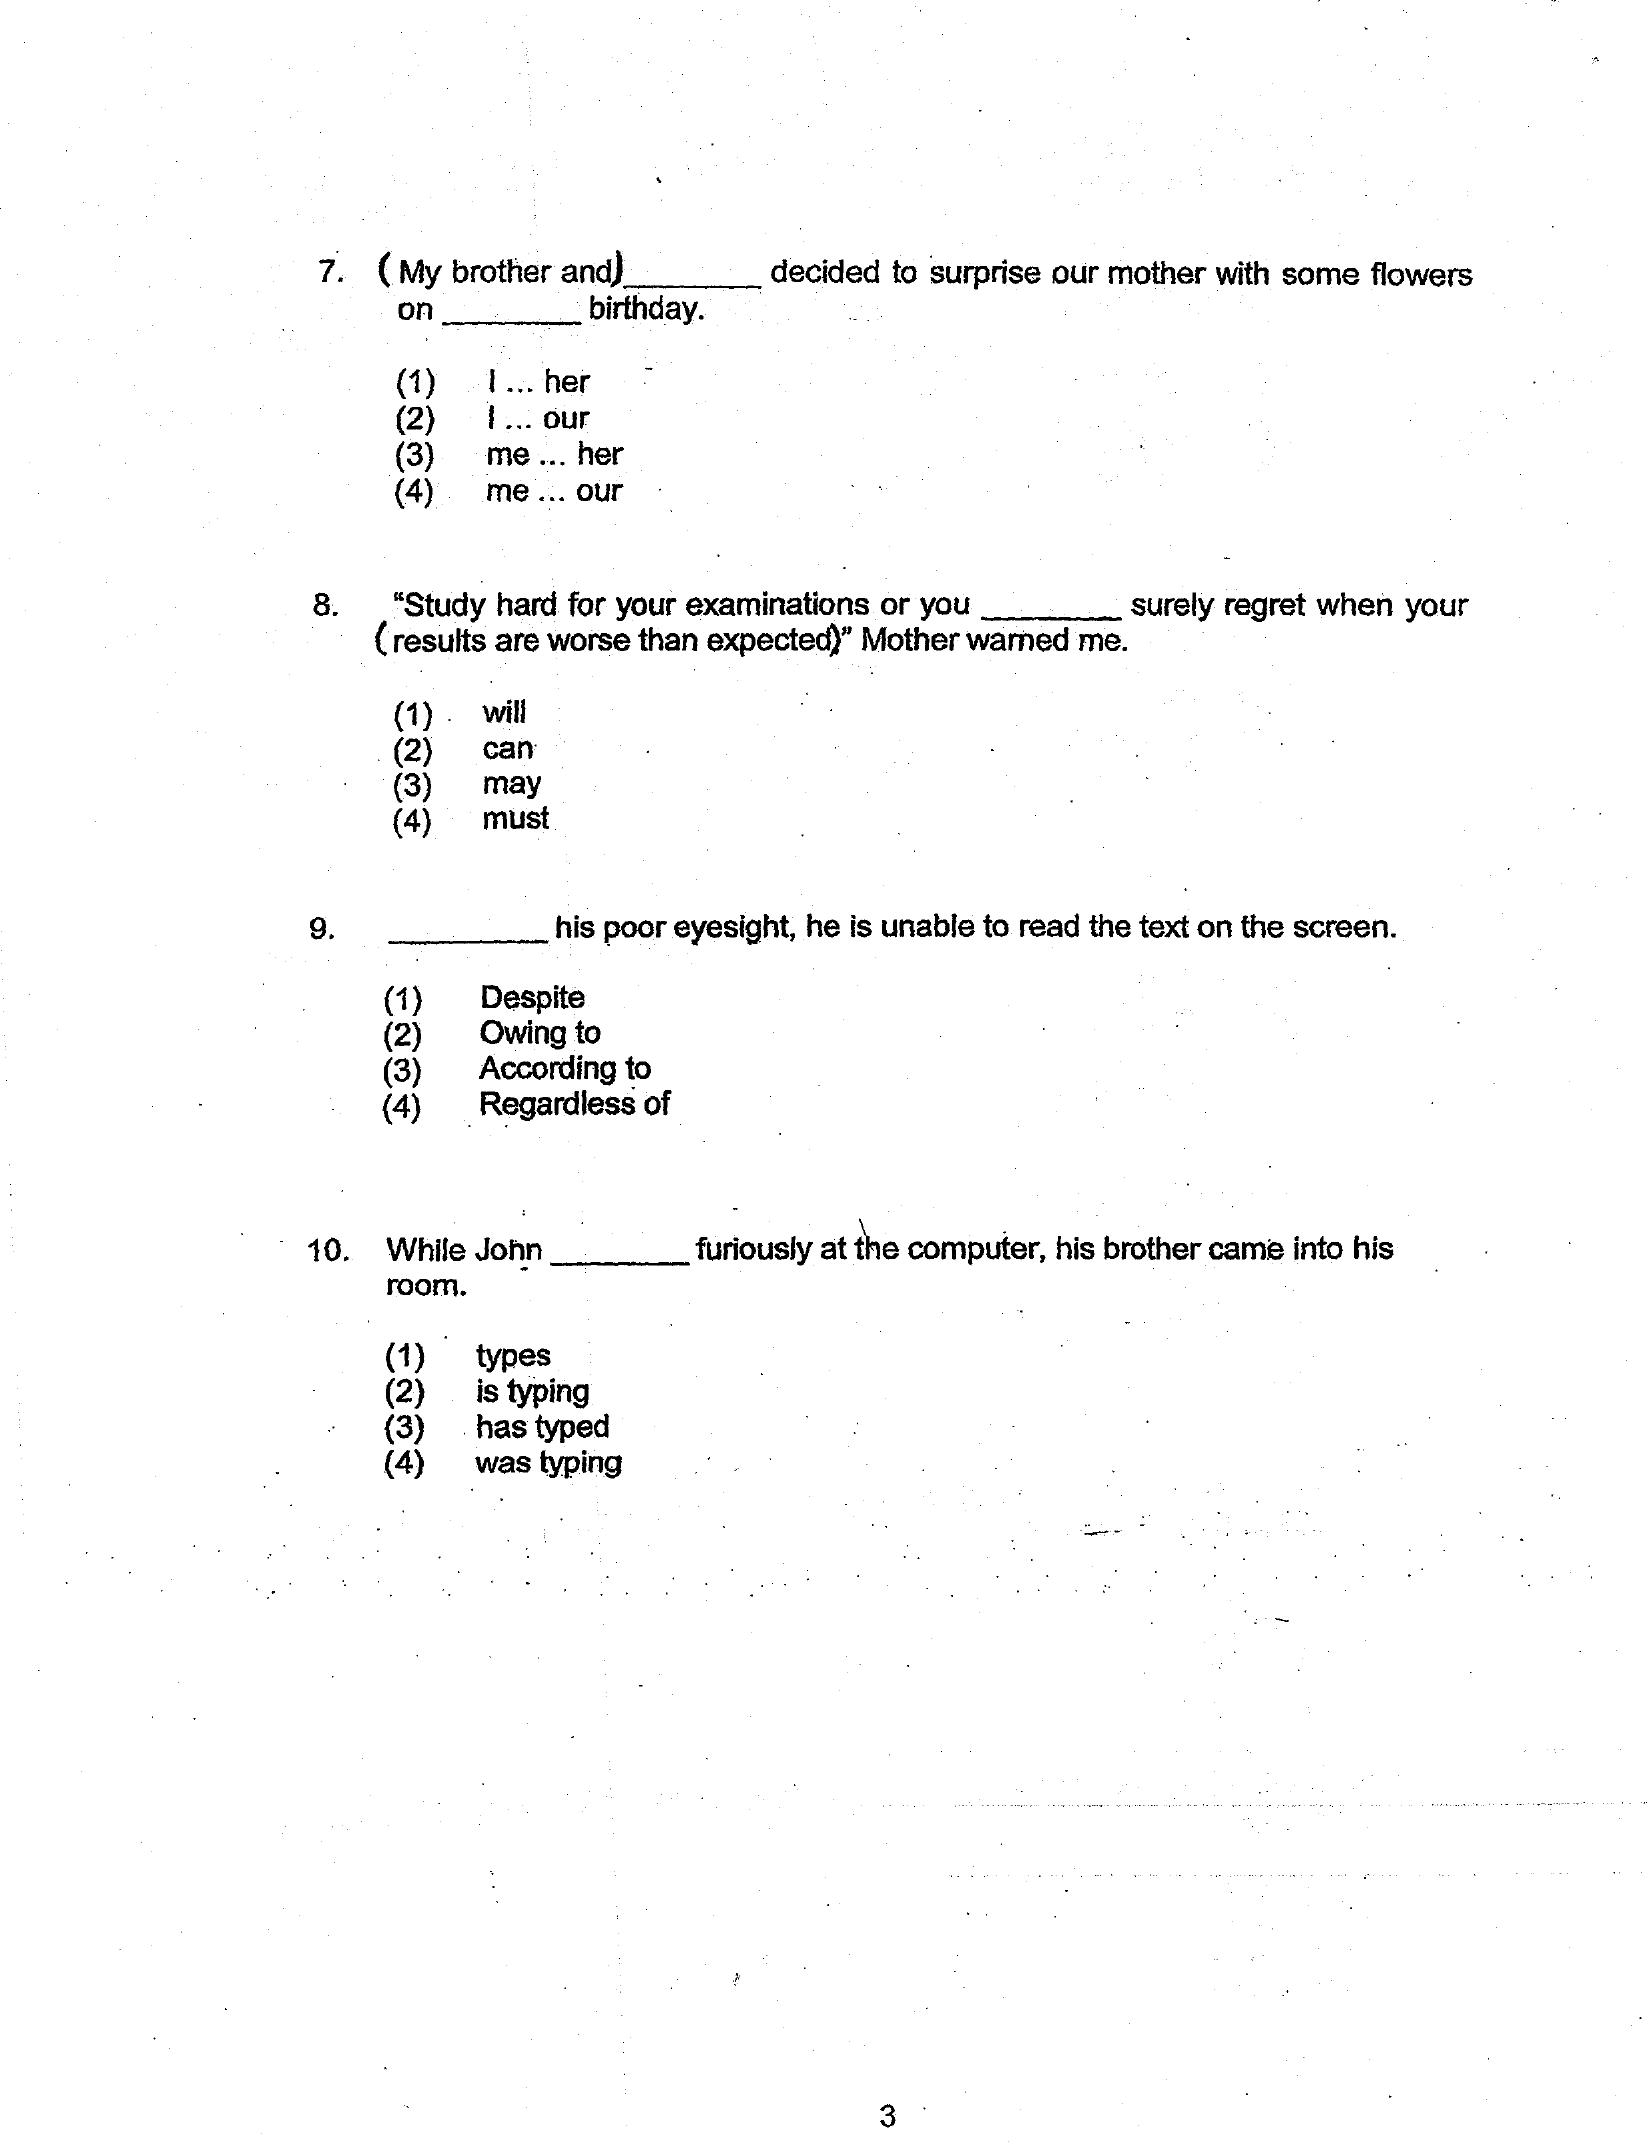 7. ( My brother and) ________ decided to surprise our mother with some flowers
on ________ birthday.
(1) I ... her
(2) I ... our
(3) me ... her
(4) me ... our
8. “Study hard for your examinations or you ________ surely regret when your
( results are worse than expected)” Mother warned me.
(1) will
(2) can
(3) may
(4) must
9. ________ his poor eyesight, he is unable to read the text on the screen.
(1) Despite
(2) Owing to
(3) According to
(4) Regardless of
10. While John ________ furiously at the computer, his brother came into his
room.
(1) types
(2) is typing
(3) has typed
(4) was typing
3